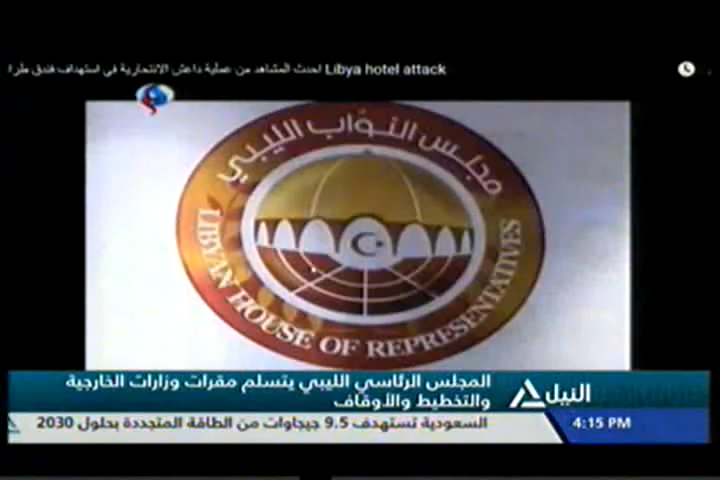 احدث المشاهد من عملية داعش الانتحارية في استهداف فندق Libya hotel attack
مجلس النواب الليبي
LIBYAN HOUSE OF REPRESENTATIVES
المجلس الرئاسي الليبي يتسلم مقرات وزارات الخارجية
والتخطيط والأوقاف
النيل
السعودية تستهدف 9.5 جيجاوات من الطاقة المتجددة بحلول 2030
4:15 PM